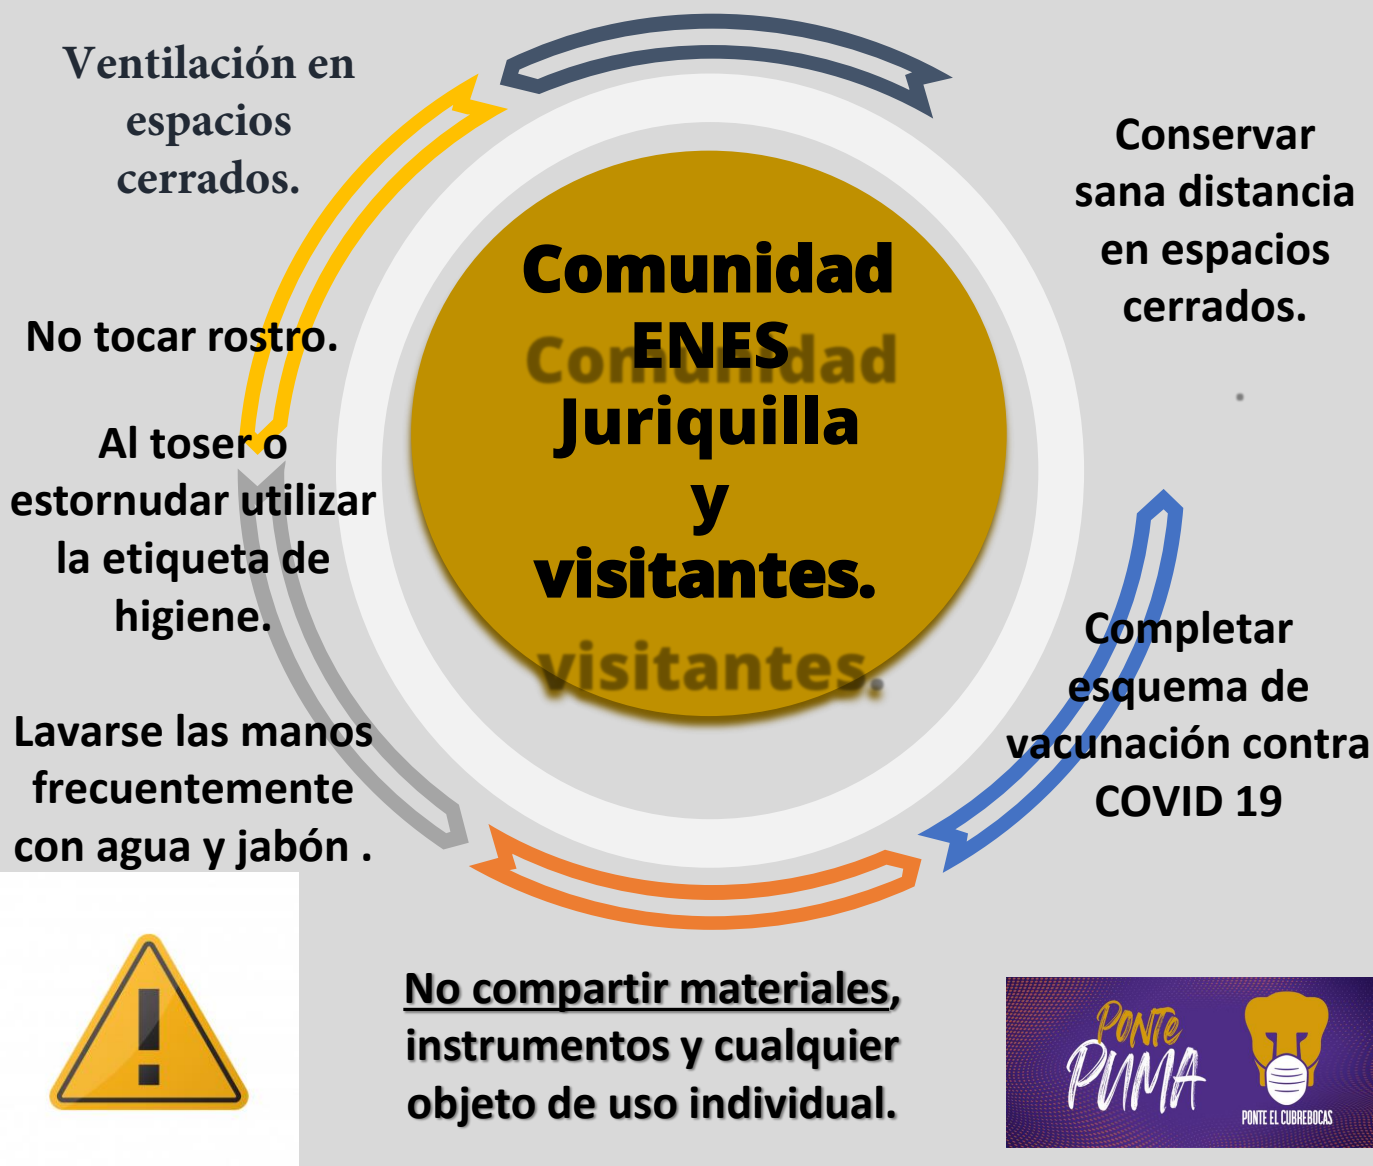 Ventilación en
espacios
cerrados.
Conservar
sana distancia
en espacios
cerrados.
.
Comunidad
ENES
Juriquilla
y
visitantes.
No tocar rostro.
Al toser o
estornudar utilizar
la etiqueta de
higiene.
Completar
esquema de
vacunación contra
COVID 19
Lavarse las manos
frecuentemente
con agua y jabón .
No compartir materiales,
instrumentos y cualquier
objeto de uso individual.
PONTE
PUMA
PONTE EL CUBREBOCAS